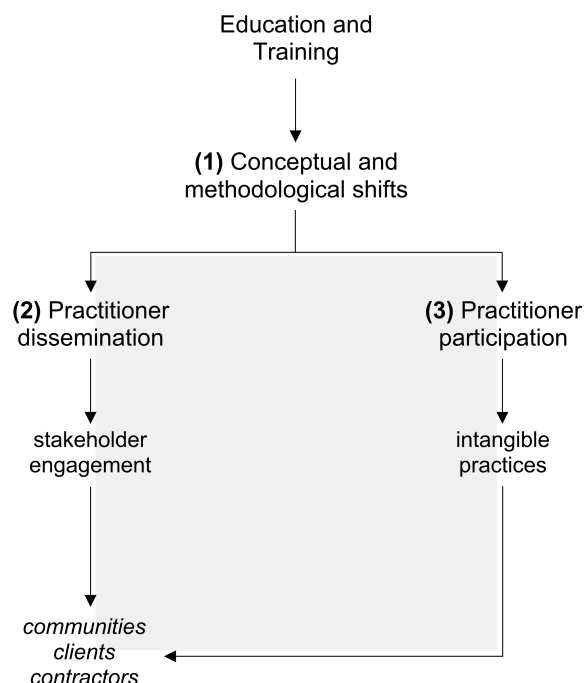 Education and
Training
(1) Conceptual and
methodological shifts
(2) Practitioner
dissemination
(3) Practitioner
participation
stakeholder
engagement
intangible
practices
communities
clients
contractors